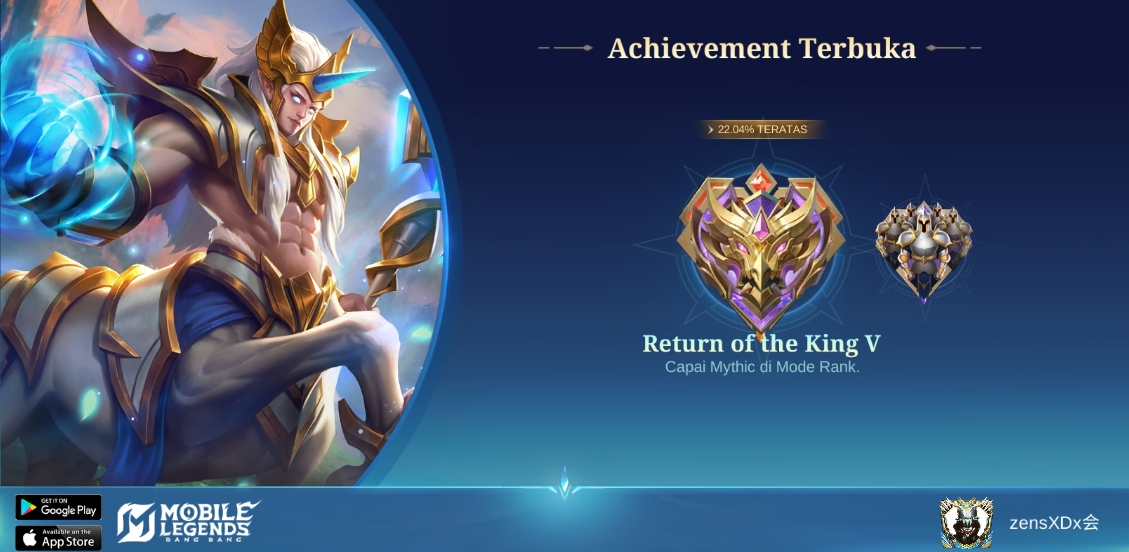 Achievement Terbuka
22.04% TERATAS
Return of the King V
Capai Mythic di Mode Rank.
GET IT ON
Google Play
Available on the
App Store
MOBILE
LEGENDS
BANG BANG
zensXDx会